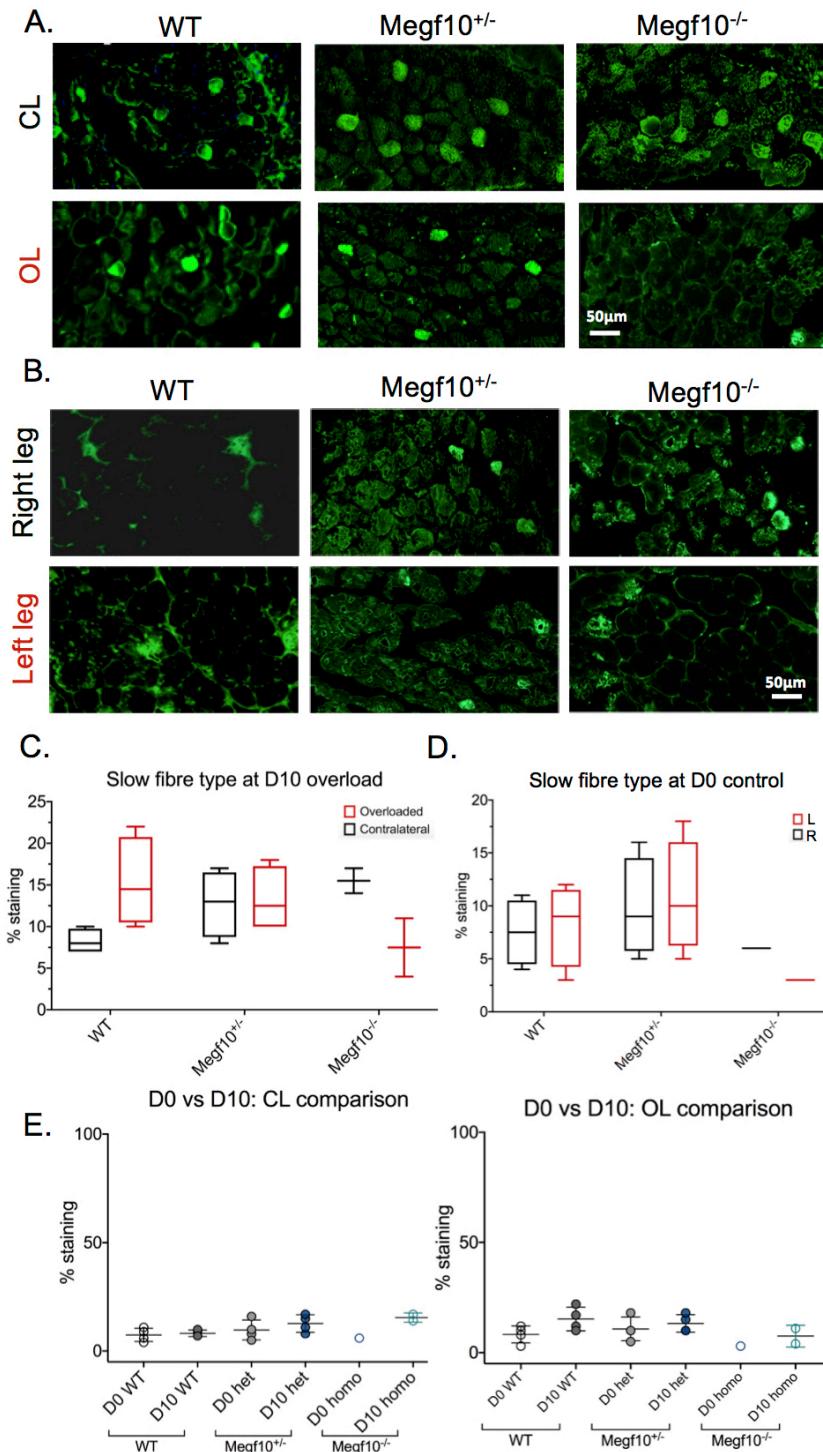 A.
WT
Megf10+/-
Megf10-/-
CL
OL
50µm
B.
WT
Megf10+/-
Megf10-/-
Right leg
Left leg
50µm
C.
Slow fibre type at D10 overload
Overloaded
Contralateral
% staining
25
20
15
10
5
0
WT
Megf10+/-
Megf10-/-
D.
Slow fibre type at D0 control
L
R
% staining
20
15
10
5
0
WT
Megf10+/-
Megf10-/-
E.
D0 vs D10: CL comparison
% staining
100
50
0
D0 WT
D10 WT
D0 het
D10 het
D0 homo
D10 homo
WT
Megf10+/-
Megf10-/-
D0 vs D10: OL comparison
% staining
100
50
0
D0 WT
D10 WT
D0 het
D10 het
D0 homo
D10 homo
WT
Megf10+/-
Megf10-/-